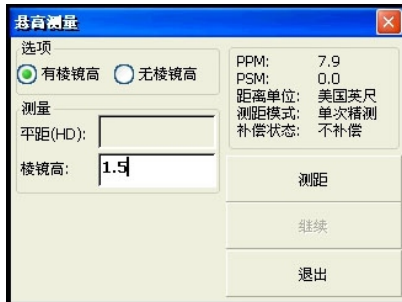 悬高测量
选项
有棱镜高 无棱镜高
测量
平距(HD):
棱镜高: 1.5
PPM: 7.9
PSM: 0.0
距离单位: 美国英尺
测距模式: 单次精测
补偿状态: 不补偿
测距
继续
退出